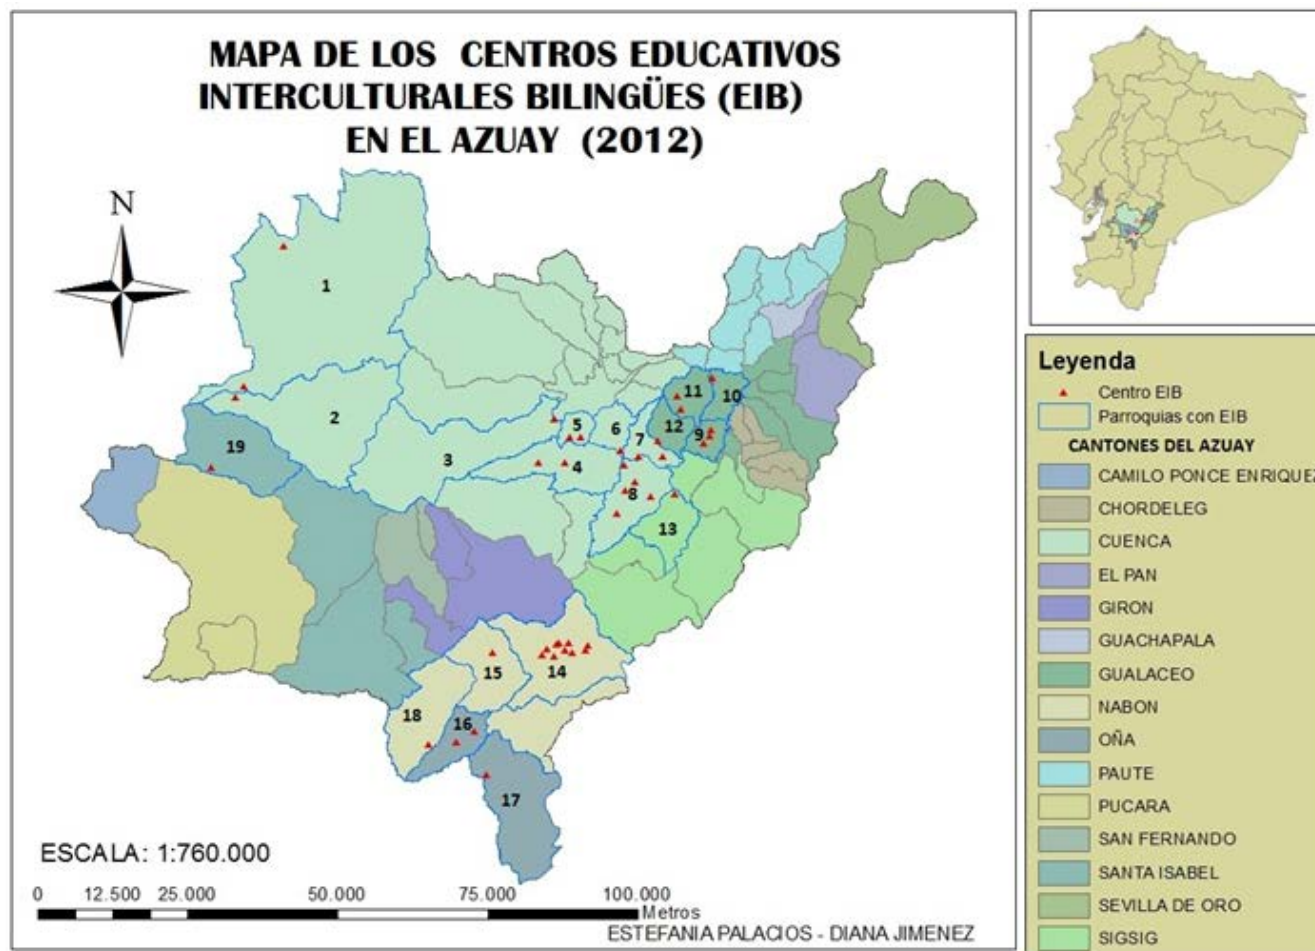 MAPA DE LOS CENTROS EDUCATIVOS
INTERCULTURALES BILINGÜES (EIB)
EN EL AZUAY (2012)
N
1
2
3
4
5
6
7
8
9
10
11
12
13
14
15
16
17
18
19
ESCALA: 1:760.000
0 12.500 25.000 50.000 75.000 100.000
Metros
ESTEFANIA PALACIOS - DIANA JIMENEZ
Leyenda
Centro EIB
Parroquias con EIB
CANTONES DEL AZUAY
CAMILO PONCE ENRIQUEZ
CHORDELEG
CUENCA
EL PAN
GIRON
GUACHAPALA
GUALACEO
NABON
OÑA
PAUTE
PUCARA
SAN FERNANDO
SANTA ISABEL
SEVILLA DE ORO
SIGSIG